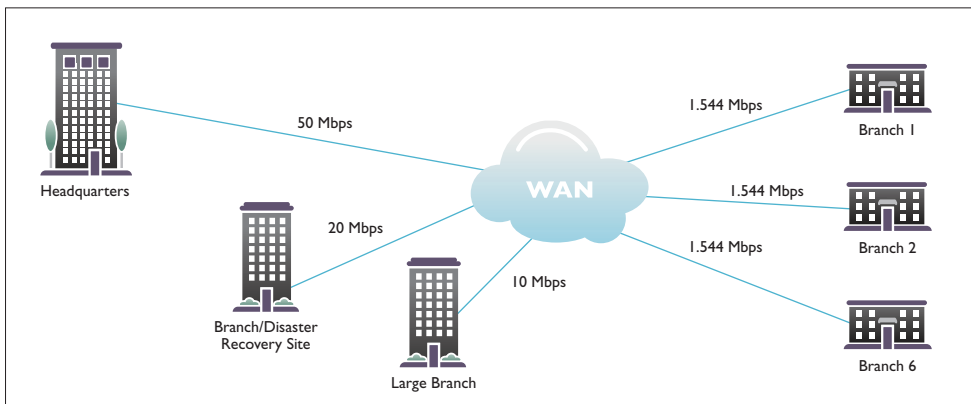 50 Mbps
Headquarters
20 Mbps
Branch/Disaster
Recovery Site
10 Mbps
Large Branch
WAN
1.544 Mbps
Branch 1
1.544 Mbps
Branch 2
1.544 Mbps
Branch 6